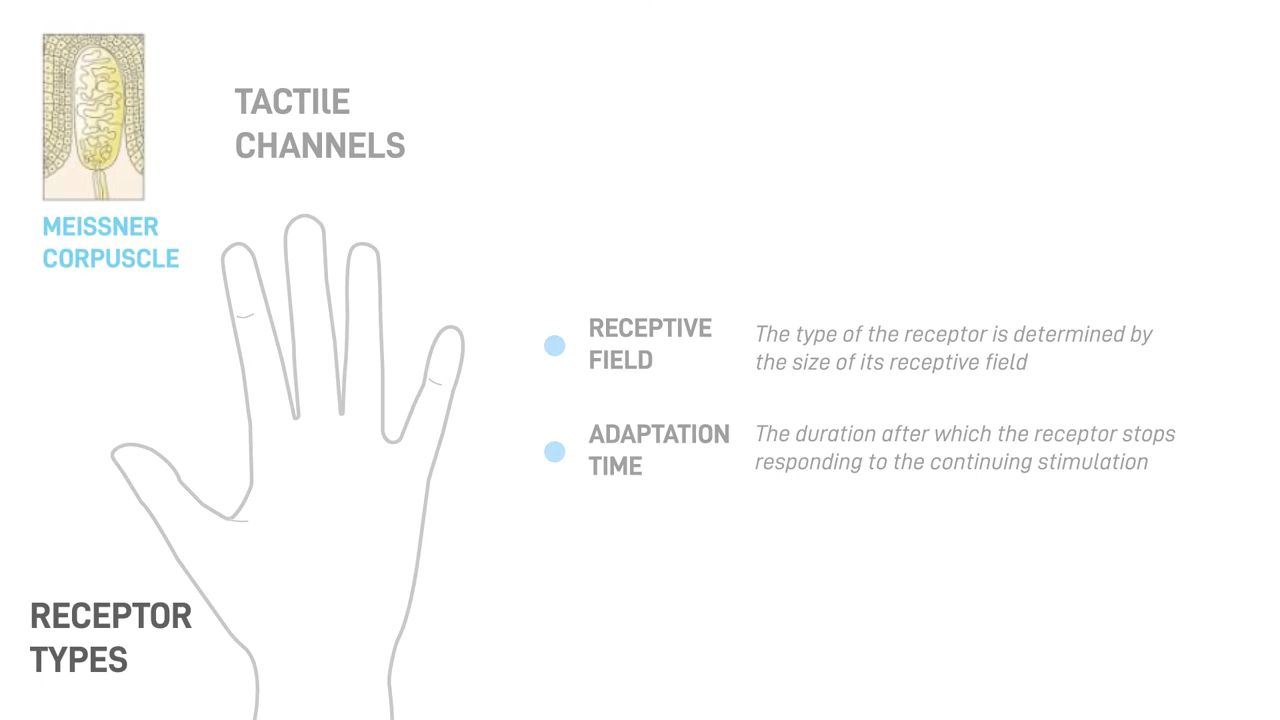 TACTIlE
CHANNELS
MEISSNER
CORPUSCLE
RECEPTIVE
FIELD
The type of the receptor is determined by
the size of its receptive field
ADAPTATION
TIME
The duration after which the receptor stops
responding to the continuing stimulation
RECEPTOR
TYPES